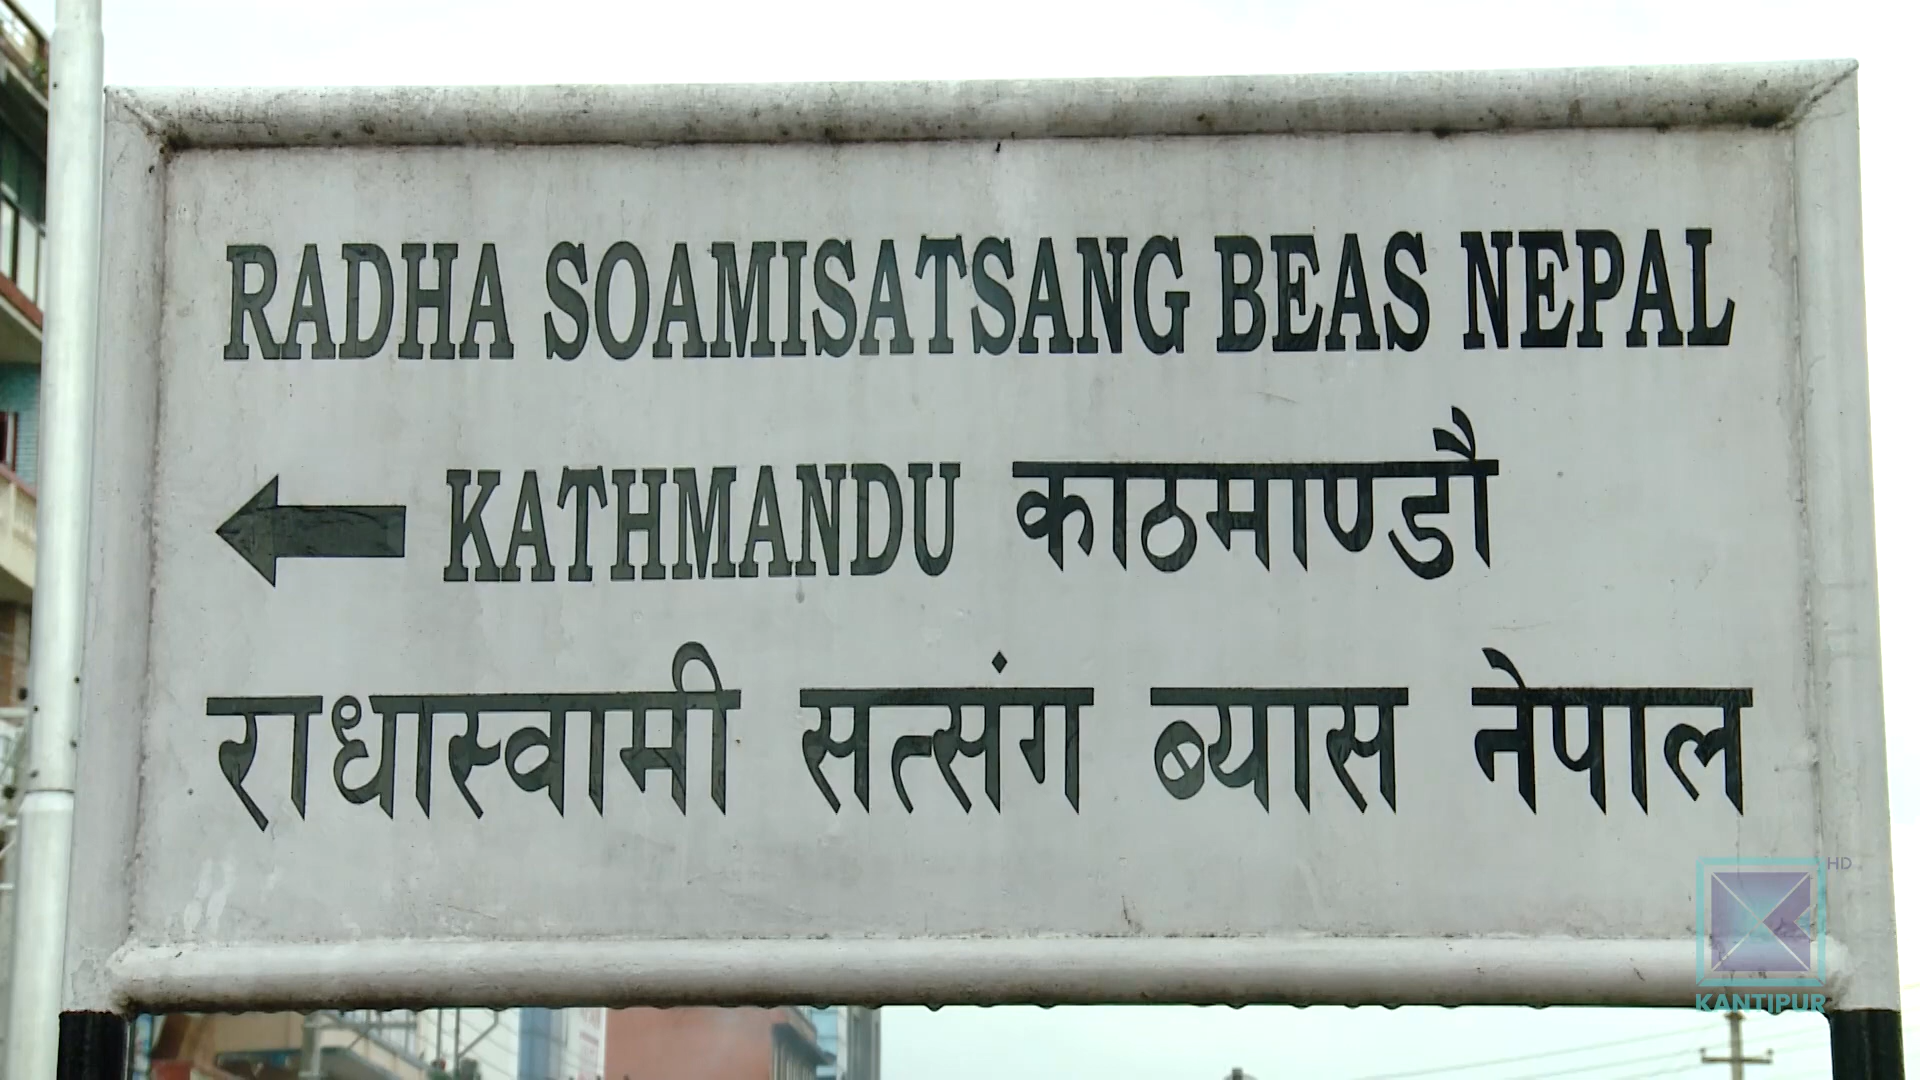 RADHA SOAMISATSANG BEAS NEPAL
KATHMANDU काठमाण्डौ
राधास्वामी सत्संग ब्यास नेपाल
HD
KANTIPUR